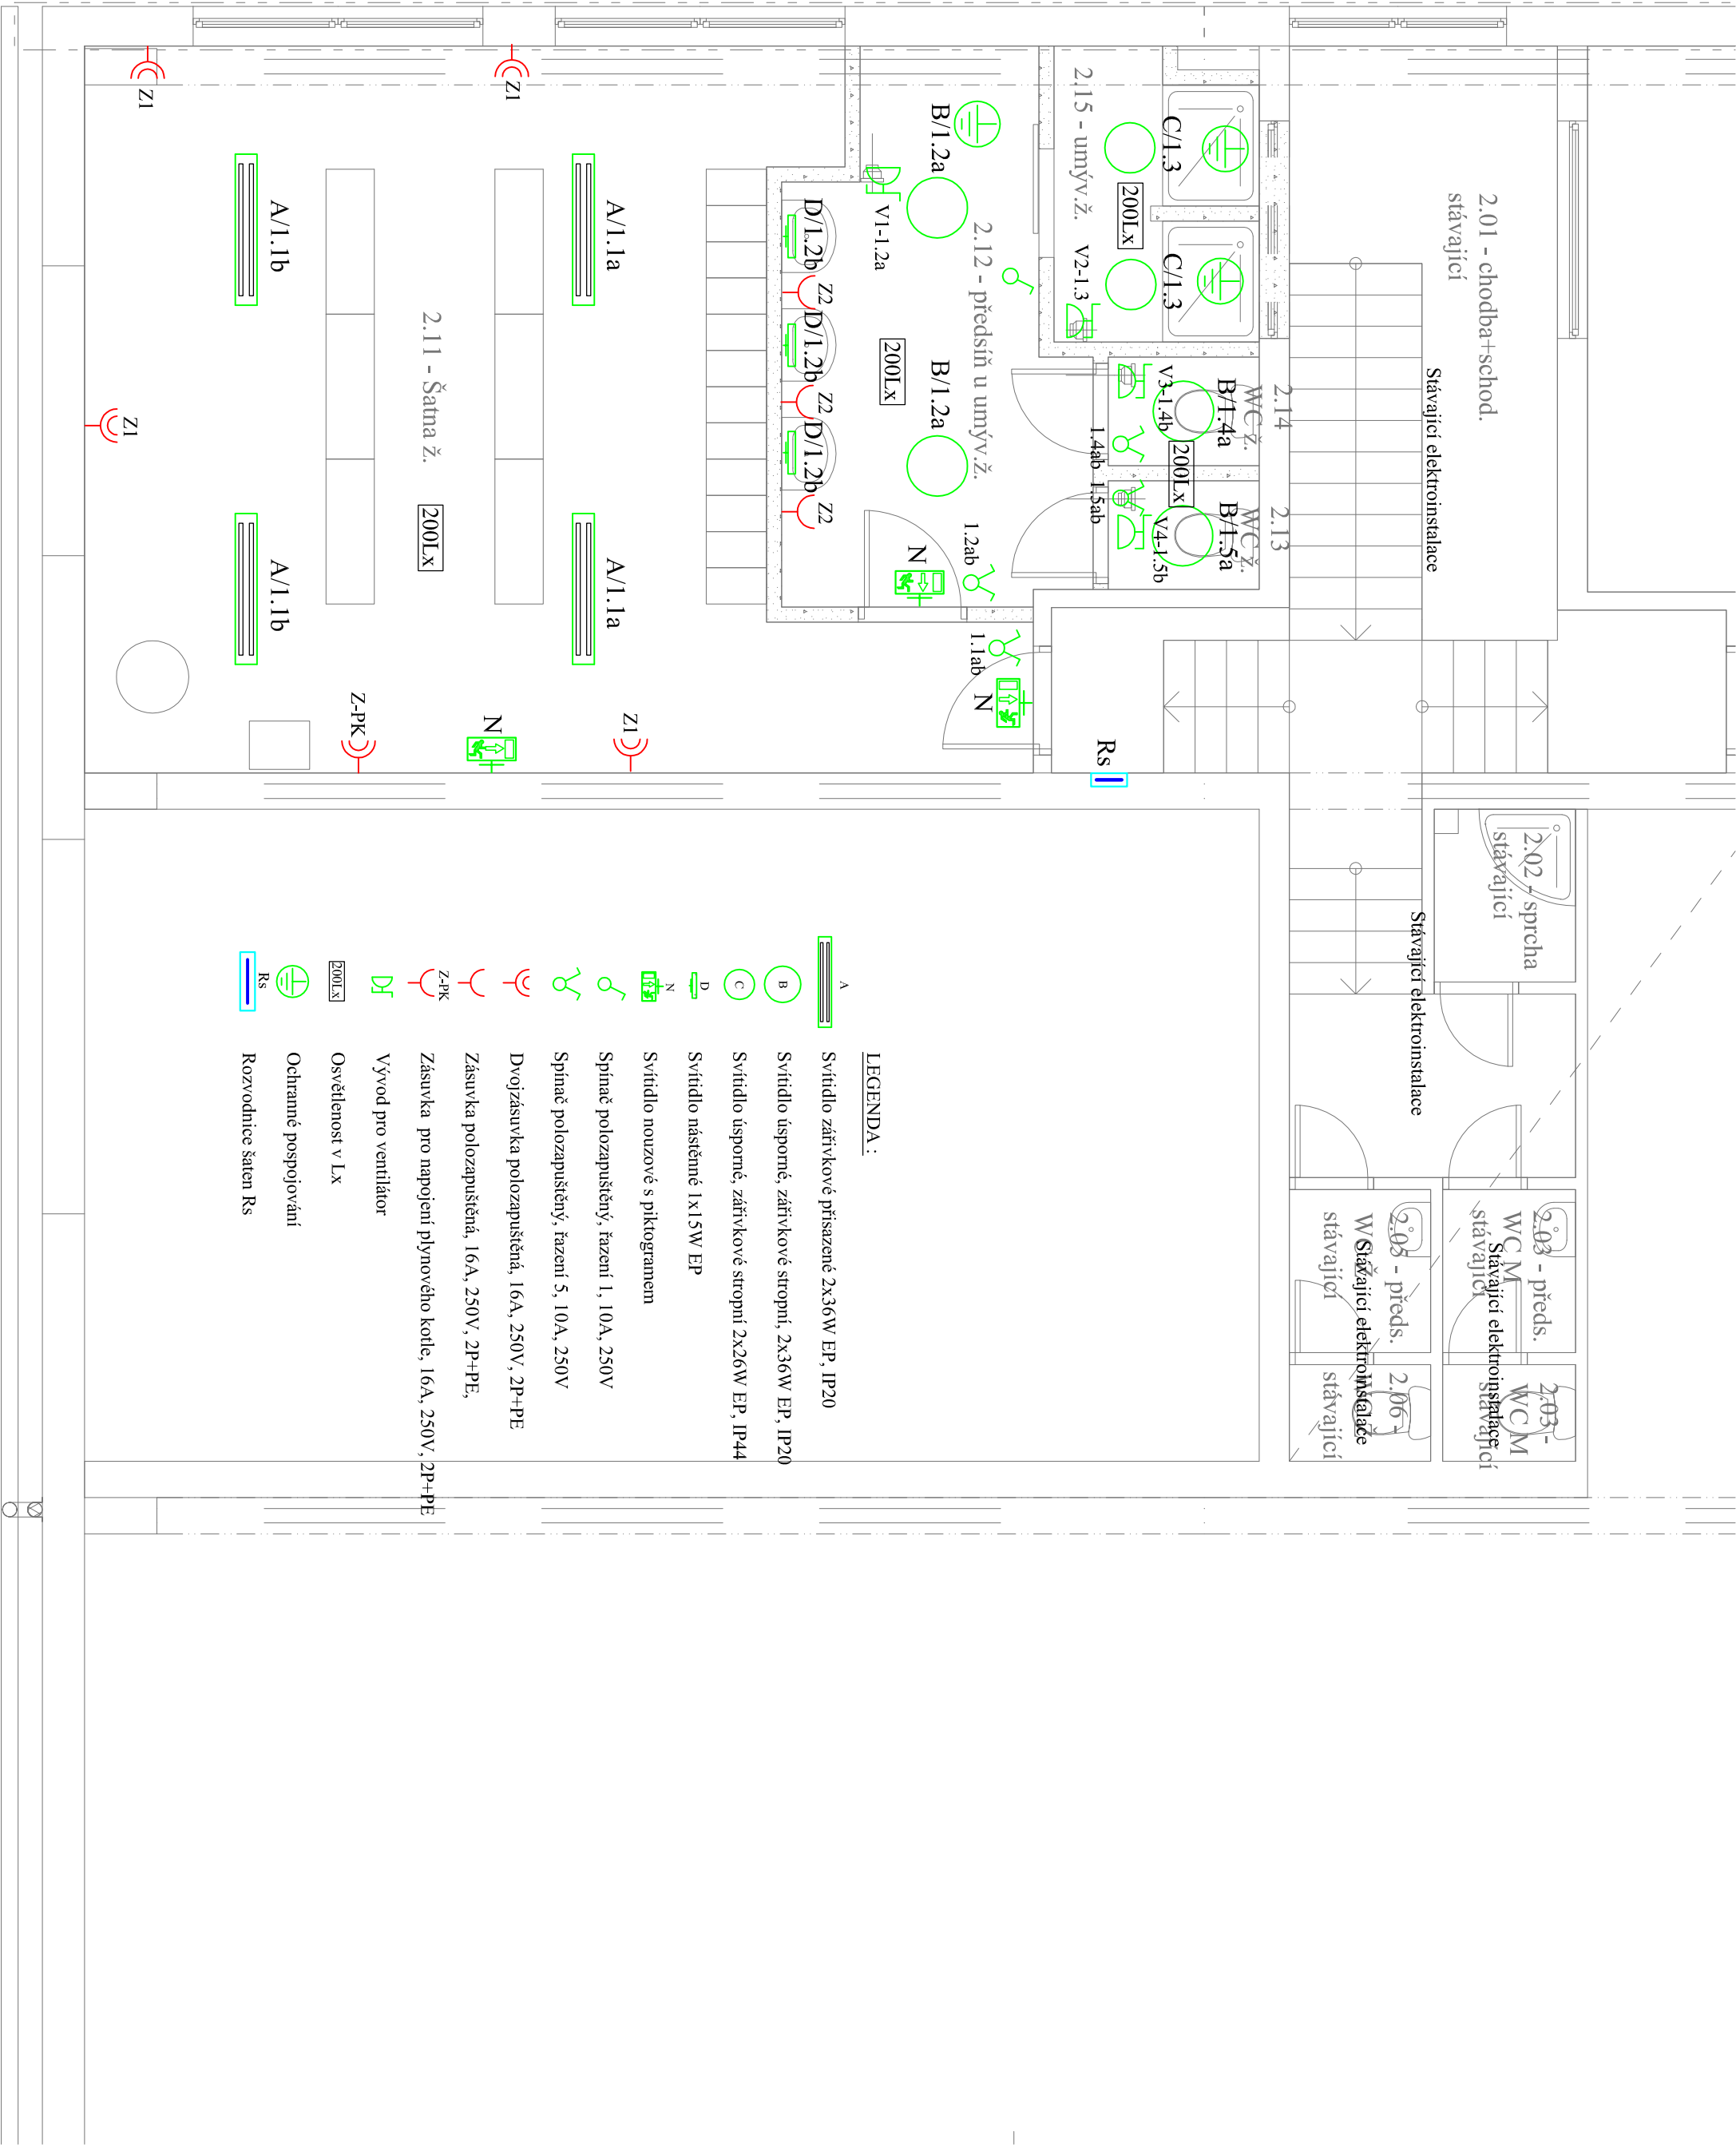 2.01 - chodba+schod.
stávající
Stávající elektroinstalace
2.14
WC ž.
2.13
WC ž.
B/1.4a
B/1.5a
200Lx
C/1.3
C/1.3
200Lx
V3-1.4b
V4-1.5b
1.4ab
1.5ab
2.15 - umýv.ž.
V2-1.3
2.12 - předsíň u umýv.ž.
1.2ab
1.1ab
N
B/1.2a
B/1.2a
N
200Lx
V1-1.2a
D/1.2b
D/1.2b
D/1.2b
Z2
Z2
Z2
A/1.1a
A/1.1a
Z1
Z1
N
2.11 - Šatna ž.
200Lx
Z-PK
A/1.1b
A/1.1b
Z1
Z1
Rs
2.02 - sprcha
stávající
Stávající elektroinstalace
2.03 - předs.
WC M
stávající
Stávající elektroinstalace
2.03 -
WC M
stávající
2.05 - předs.
WC Ž
stávající
Stávající elektroinstalace
2.06 -
WC Ž
stávající
LEGENDA :
A Svítidlo zářivkové přisazené 2x36W EP, IP20
B Svítidlo úsporné, zářivkové stropní, 2x36W EP, IP20
C Svítidlo úsporné, zářivkové stropní 2x26W EP, IP44
D Svítidlo nástěnné 1x15W EP
N Svítidlo nouzové s piktogramem
Spínač polozapuštěný, řazení 1, 10A, 250V
Spínač polozapuštěný, řazení 5, 10A, 250V
Dvojzásuvka polozapuštěná, 16A, 250V, 2P+PE
Zásuvka polozapuštěná, 16A, 250V, 2P+PE,
Z-PK Zásuvka pro napojení plynového kotle, 16A, 250V, 2P+PE
Vývod pro ventilátor
200Lx Osvětlenost v Lx
Ochranné pospojování
Rs Rozvodnice šaten Rs